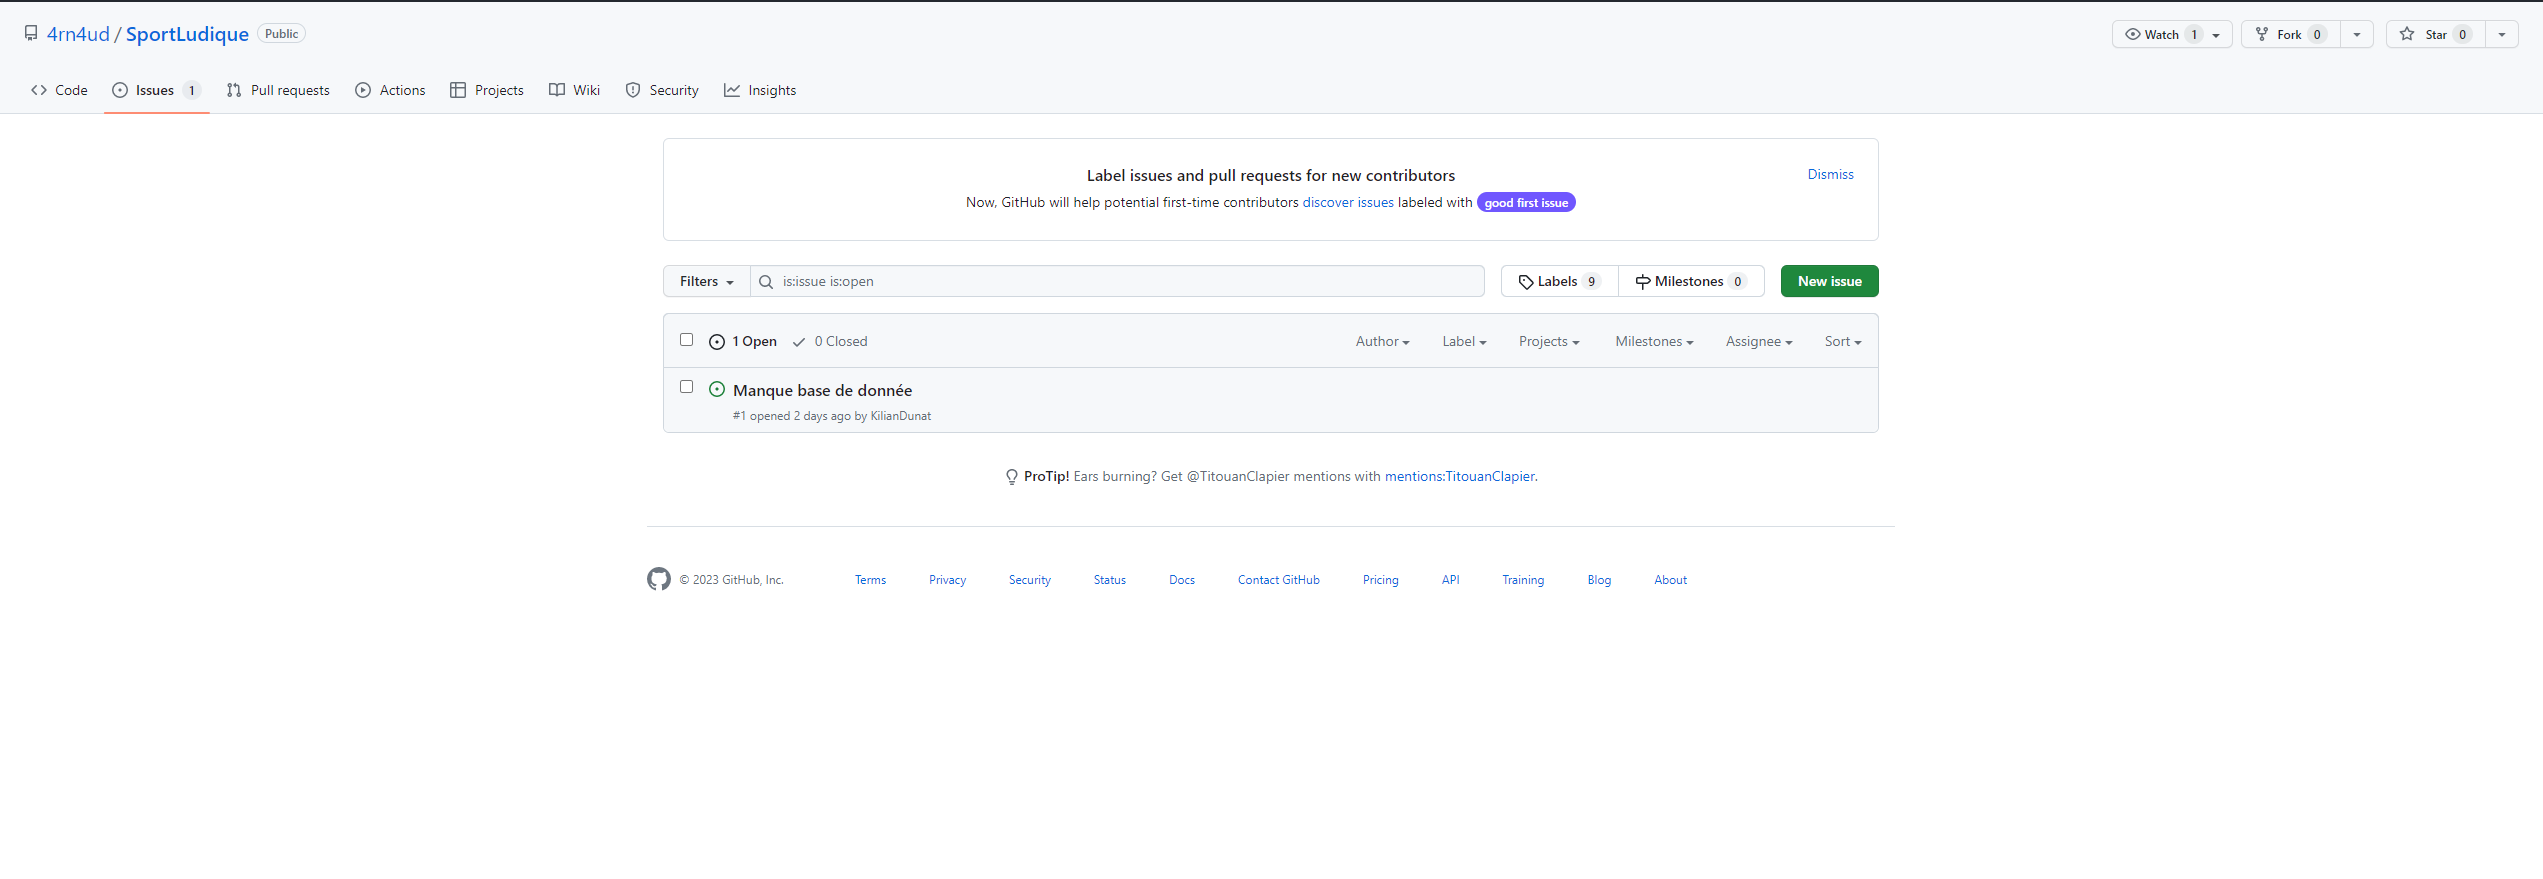 4rn4ud / SportLudique Public
Watch 1 Fork 0 Star 0
Code Issues 1 Pull requests Actions Projects Wiki Security Insights
Label issues and pull requests for new contributors
Dismiss
Now, GitHub will help potential first-time contributors discover issues labeled with good first issue
Filters is:issue is:open Labels 9 Milestones 0 New issue
1 Open 0 Closed Author Label Projects Milestones Assignee Sort
Manque base de donnée
#1 opened 2 days ago by KilianDunat
ProTip! Ears burning? Get @TitouanClapier mentions with mentions:TitouanClapier.
© 2023 GitHub, Inc. Terms Privacy Security Status Docs Contact GitHub Pricing API Training Blog About